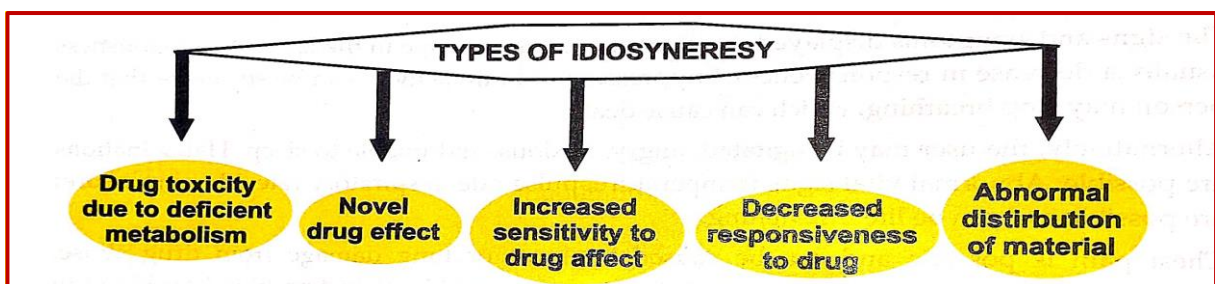 TYPES OF IDIOSYNERESY
Drug toxicity
due to deficient
metabolism
Novel
drug effect
Increased
sensitivity to
drug affect
Decreased
responsiveness
to drug
Abnormal
distirbution
of material